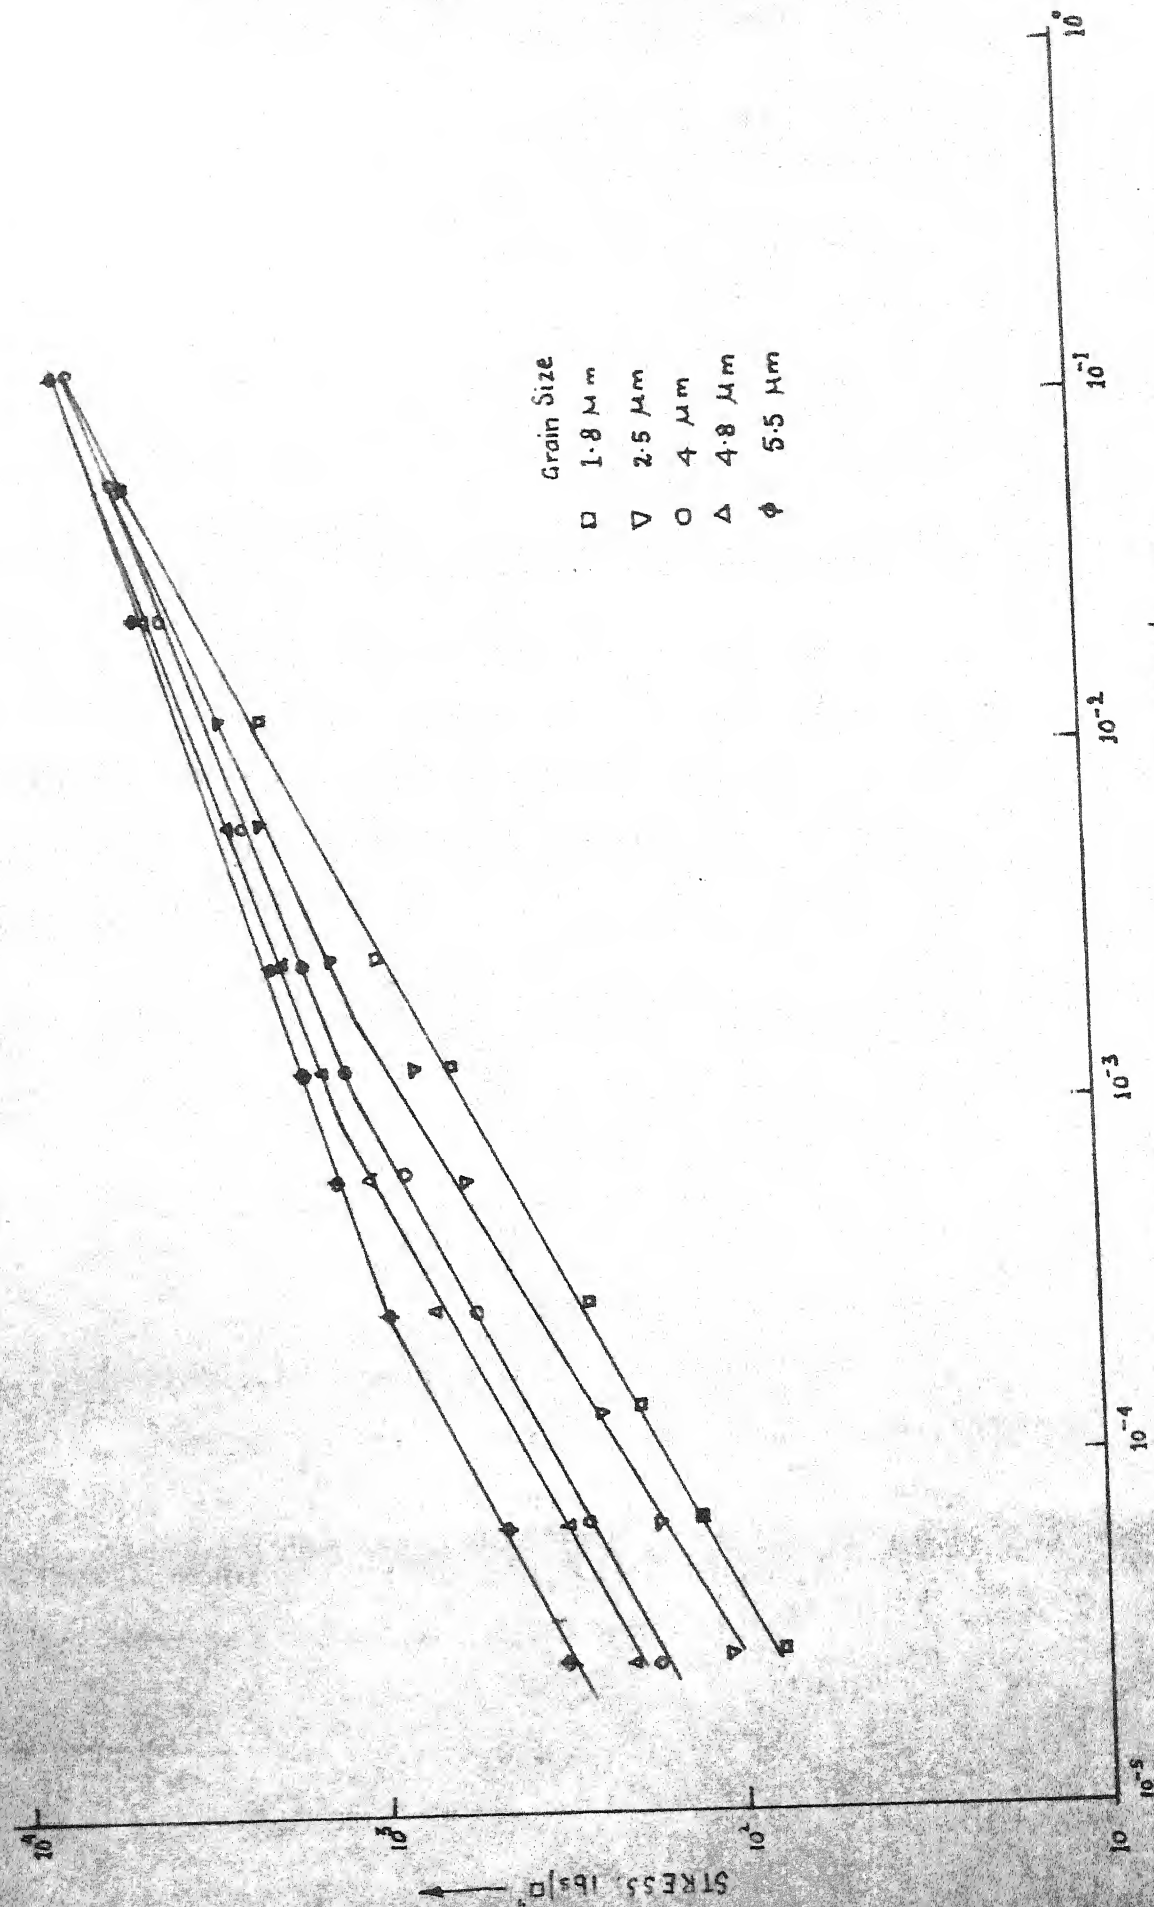 10⁴
10³
10²
10
STRESS, lbs/□"
10⁻⁵
10⁻⁴
10⁻³
10⁻²
10⁻¹
10⁰
Grain Size
□ 1.8 μm
▽ 2.5 μm
○ 4 μm
△ 4.8 μm
⌽ 5.5 μm